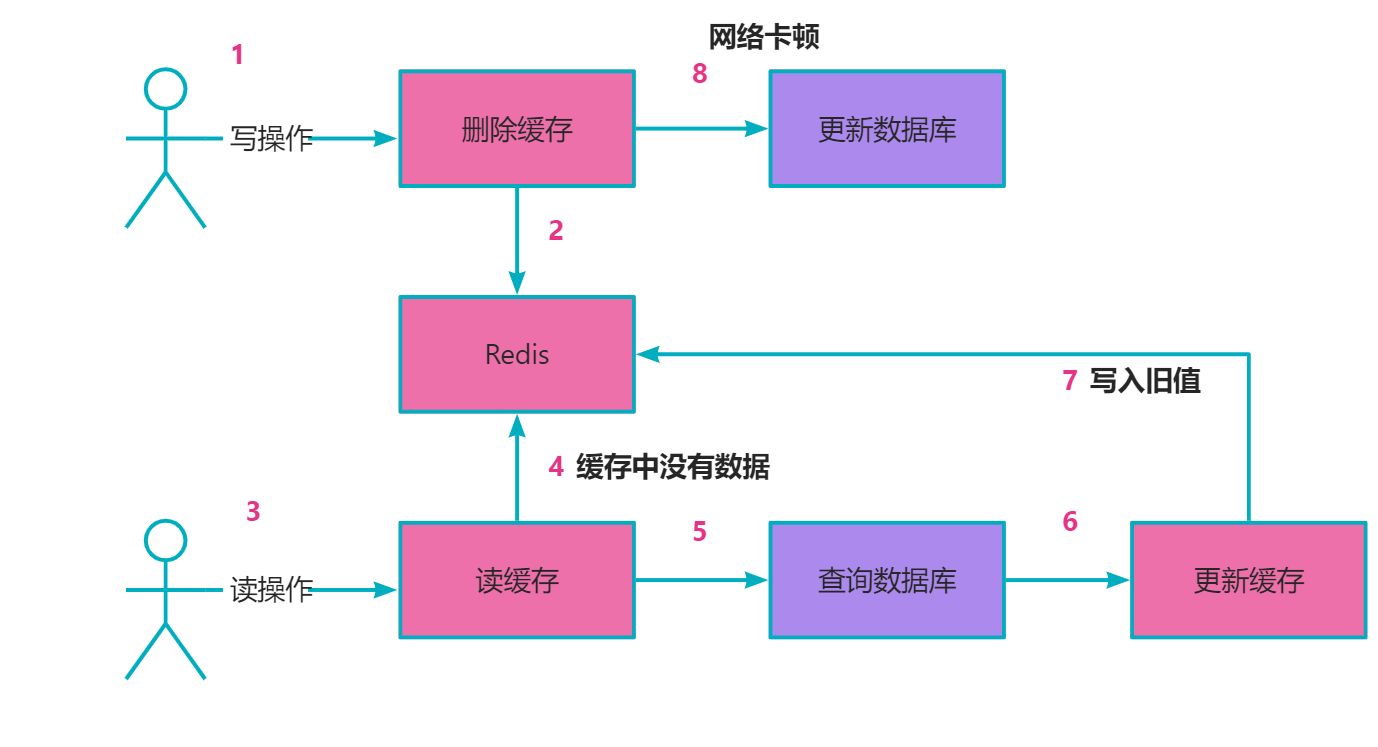 网络卡顿
1
8
写操作
删除缓存
更新数据库
2
Redis
7 写入旧值
4 缓存中没有数据
3
5
6
读操作
读缓存
查询数据库
更新缓存